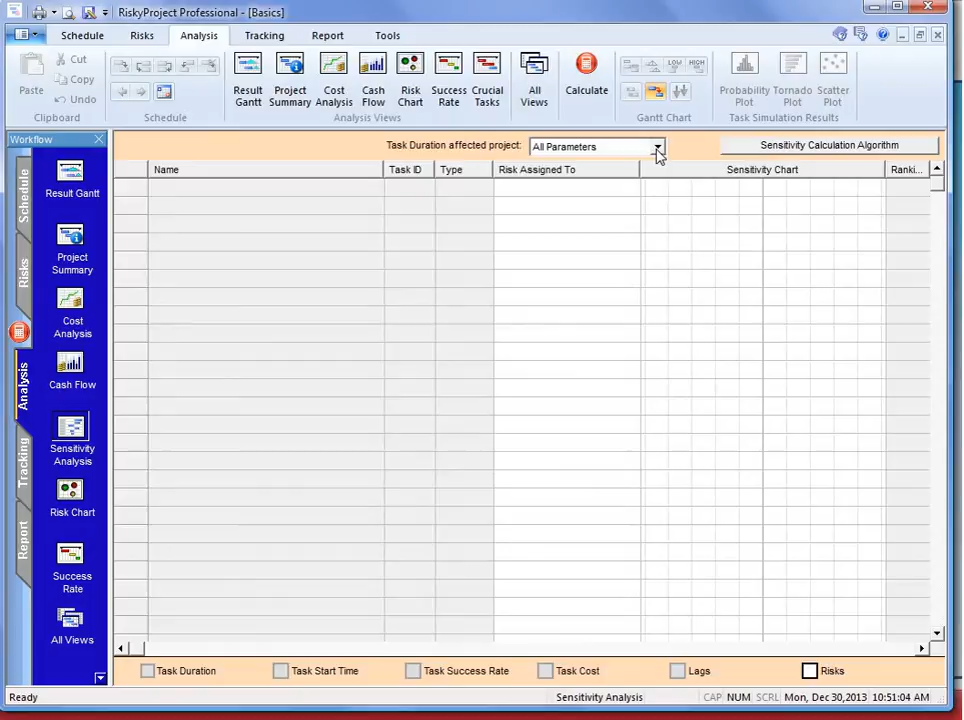 RiskyProject Professional - [Basics]
Schedule Risks Analysis Tracking Report Tools
Paste
Cut
Copy
Undo
Clipboard
Schedule
Result Gantt
Project Summary
Cost Analysis
Cash Flow
Risk Chart
Success Rate
Crucial Tasks
Analysis Views
All Views
Calculate
LOW HIGH
Gantt Chart
Probability Plot
Tornado Plot
Scatter Plot
Task Simulation Results
Workflow
Schedule
Risks
Analysis
Tracking
Report
Result Gantt
Project Summary
Cost Analysis
Cash Flow
Sensitivity Analysis
Risk Chart
Success Rate
All Views
Task Duration affected project: All Parameters Sensitivity Calculation Algorithm
Name Task ID Type Risk Assigned To Sensitivity Chart Ranki...
Task Duration Task Start Time Task Success Rate Task Cost Lags Risks
Ready Sensitivity Analysis CAP NUM SCRL Mon, Dec 30,2013 10:51:04 AM